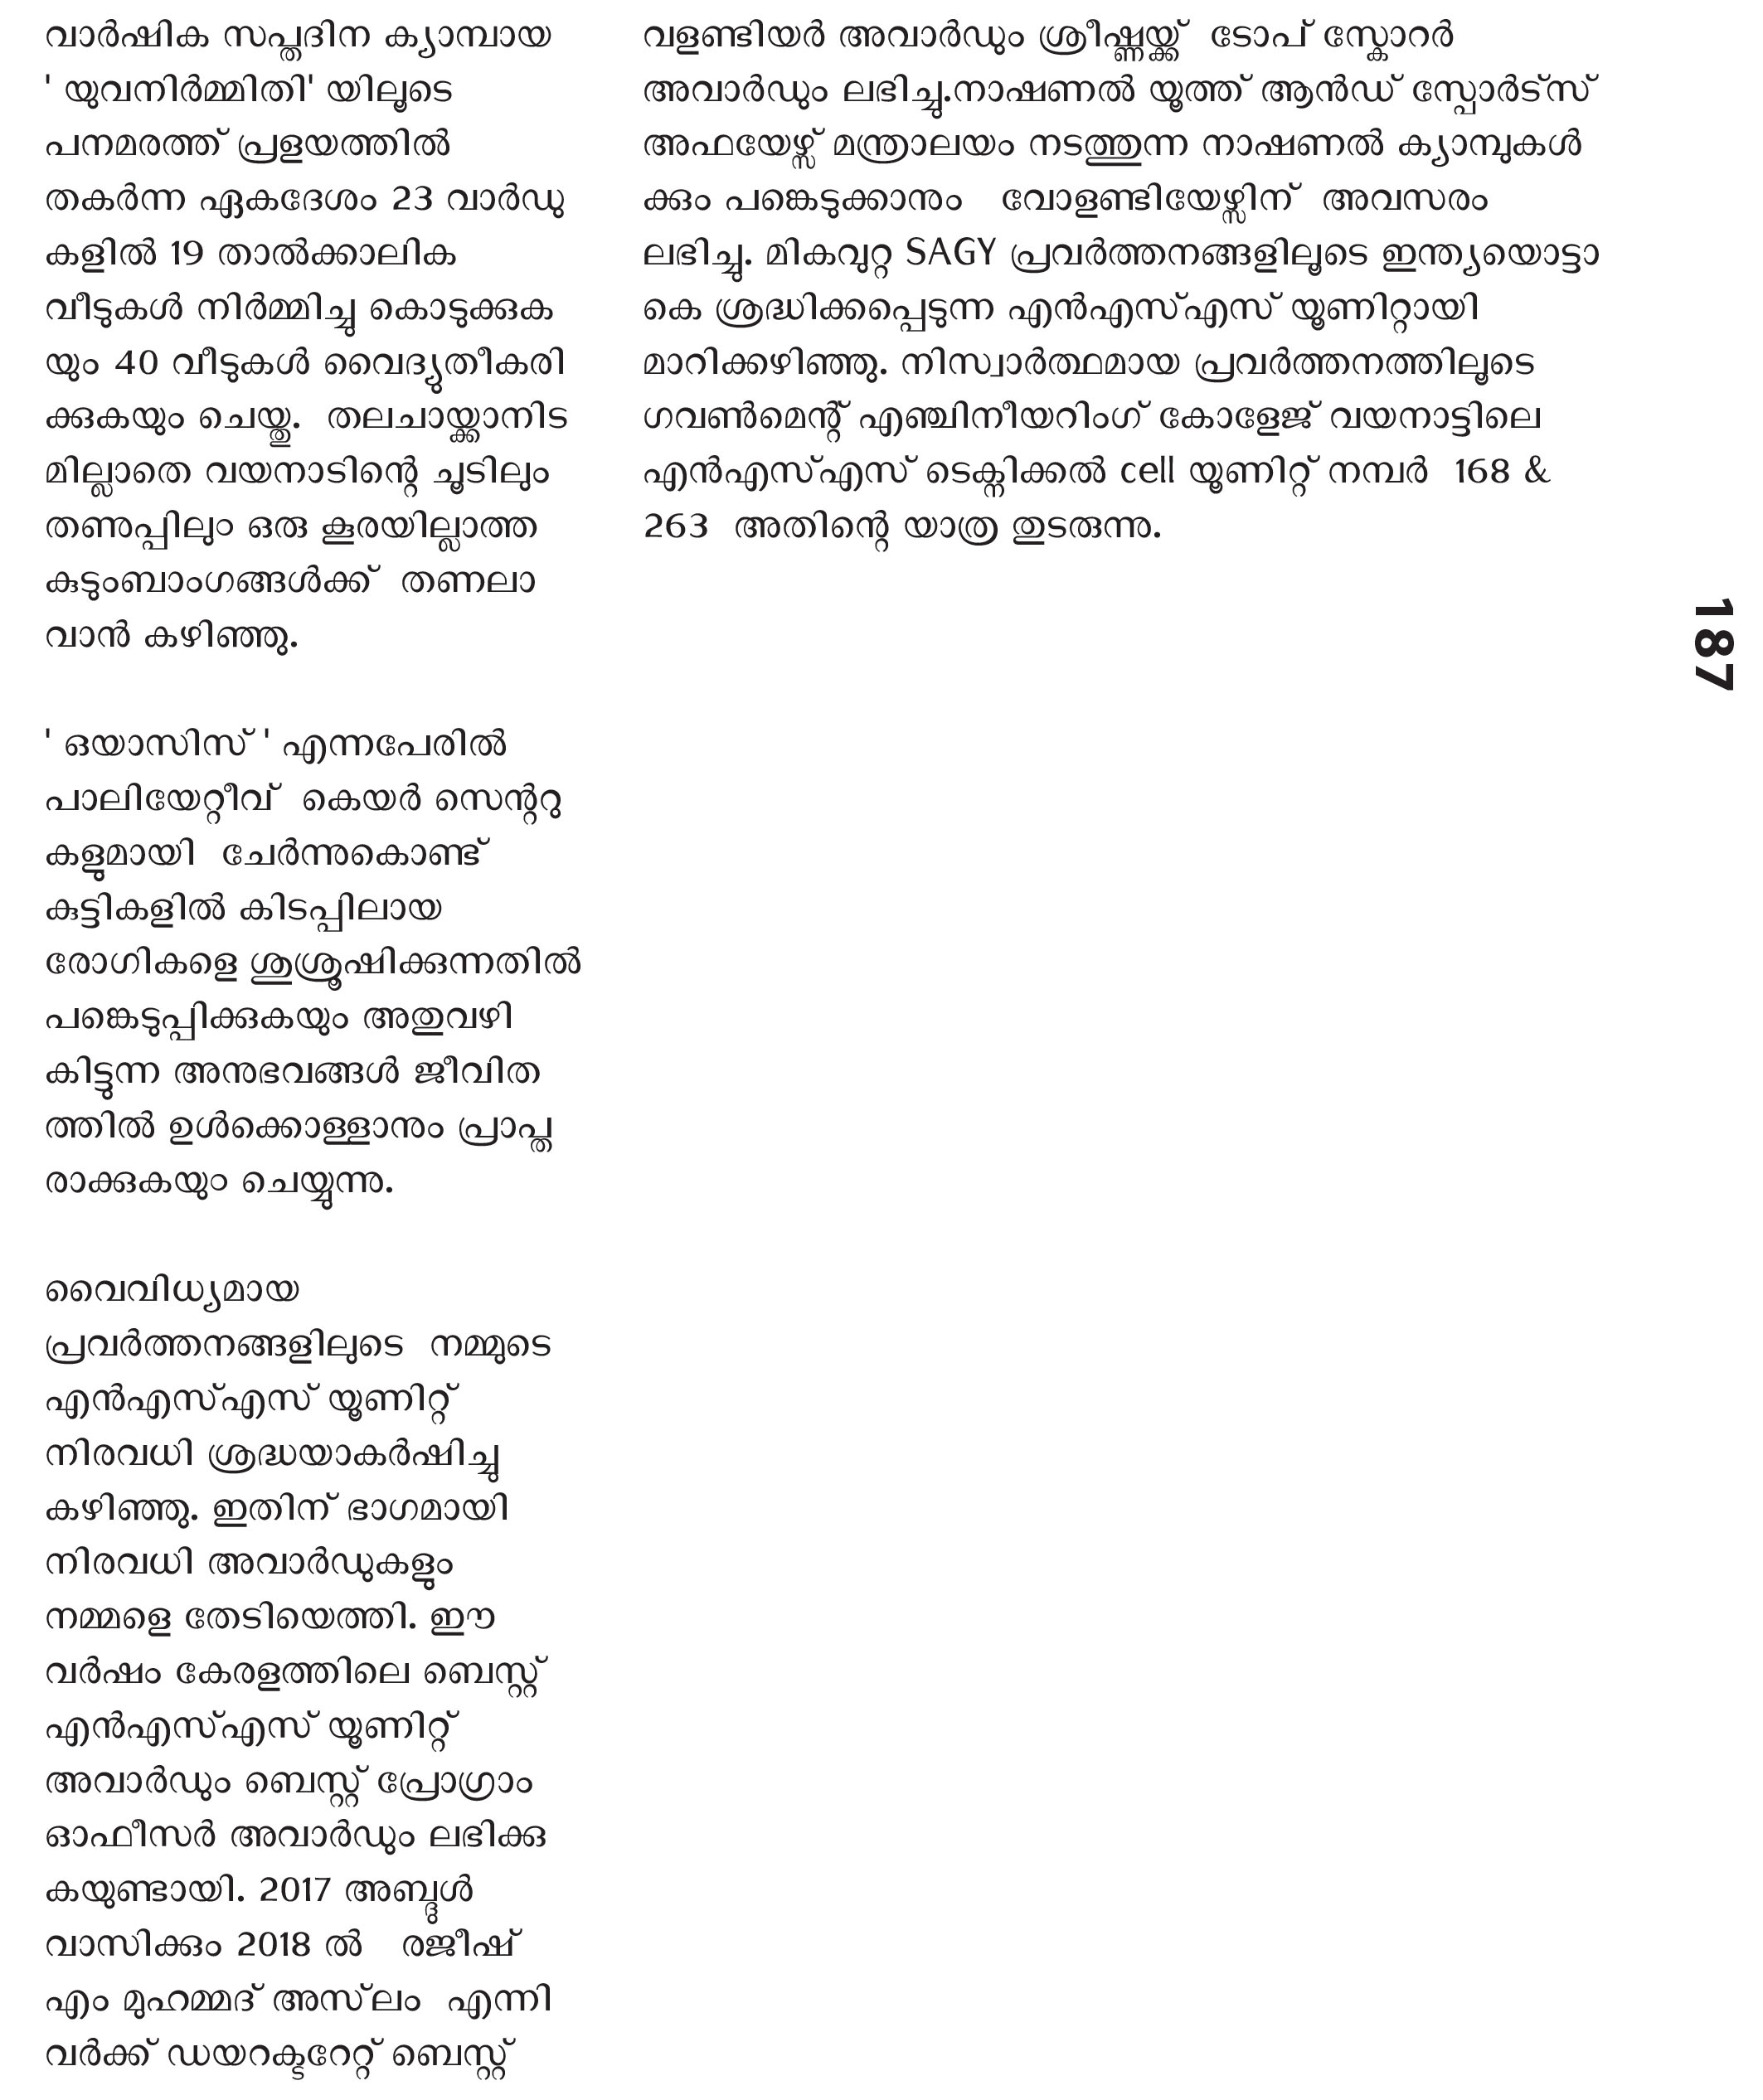 വാർഷിക സപ്തദിന ക്യാമ്പായ
' യുവനിർമ്മിതി' യിലൂടെ
പനമരത്ത് പ്രളയത്തിൽ
തകർന്ന ഏകദേശം 23 വാർഡു
കളിൽ 19 താൽക്കാലിക
വീടുകൾ നിർമ്മിച്ചു കൊടുക്കുക
യും 40 വീടുകൾ വൈദ്യുതീകരി
ക്കുകയും ചെയ്തു.  തലചായ്ക്കാനിട
മില്ലാതെ വയനാടിന്റെ ചൂടിലും
തണുപ്പിലും ഒരു കൂരയില്ലാത്ത
കുടുംബാംഗങ്ങൾക്ക്  തണലാ
വാൻ കഴിഞ്ഞു.

' ഒയാസിസ് ' എന്നപേരിൽ
പാലിയേറ്റീവ്  കെയർ സെന്ററു
കളുമായി  ചേർന്നുകൊണ്ട്
കുട്ടികളിൽ കിടപ്പിലായ
രോഗികളെ ശുശ്രൂഷിക്കുന്നതിൽ
പങ്കെടുപ്പിക്കുകയും അതുവഴി
കിട്ടുന്ന അനുഭവങ്ങൾ ജീവിത
ത്തിൽ ഉൾക്കൊള്ളാനും പ്രാപ്ത
രാക്കുകയും ചെയ്യുന്നു.

വൈവിധ്യമായ
പ്രവർത്തനങ്ങളിലുടെ  നമ്മുടെ
എൻഎസ്എസ് യൂണിറ്റ്
നിരവധി ശ്രദ്ധയാകർഷിച്ചു
കഴിഞ്ഞു. ഇതിന് ഭാഗമായി
നിരവധി അവാർഡുകളും
നമ്മളെ തേടിയെത്തി. ഈ
വർഷം കേരളത്തിലെ ബെസ്റ്റ്
എൻഎസ്എസ് യൂണിറ്റ്
അവാർഡും ബെസ്റ്റ് പ്രോഗ്രാം
ഓഫീസർ അവാർഡും ലഭിക്കു
കയുണ്ടായി. 2017 അബ്ദുൾ
വാസിക്കും 2018 ൽ   രജീഷ്
എം മുഹമ്മദ് അസ്‌ലം  എന്നി
വർക്ക് ഡയറക്ടറേറ്റ് ബെസ്റ്റ്
വളണ്ടിയർ അവാർഡും ശ്രീഷ്ണയ്ക്ക്  ടോപ് സ്കോറർ
അവാർഡും ലഭിച്ചു.നാഷണൽ യൂത്ത് ആൻഡ് സ്പോർട്സ്
അഫയേഴ്സ് മന്ത്രാലയം നടത്തുന്ന നാഷണൽ ക്യാമ്പുകൾ
ക്കും പങ്കെടുക്കാനും   വോളണ്ടിയേഴ്സിന്  അവസരം
ലഭിച്ചു. മികവുറ്റ SAGY പ്രവർത്തനങ്ങളിലൂടെ ഇന്ത്യയൊട്ടാ
കെ ശ്രദ്ധിക്കപ്പെടുന്ന എൻഎസ്എസ് യൂണിറ്റായി
മാറിക്കഴിഞ്ഞു. നിസ്വാർത്ഥമായ പ്രവർത്തനത്തിലൂടെ
ഗവൺമെന്റ് എഞ്ചിനീയറിംഗ് കോളേജ് വയനാട്ടിലെ
എൻഎസ്എസ് ടെക്നിക്കൽ cell യൂണിറ്റ് നമ്പർ  168 &
263  അതിന്റെ യാത്ര തുടരുന്നു.
187